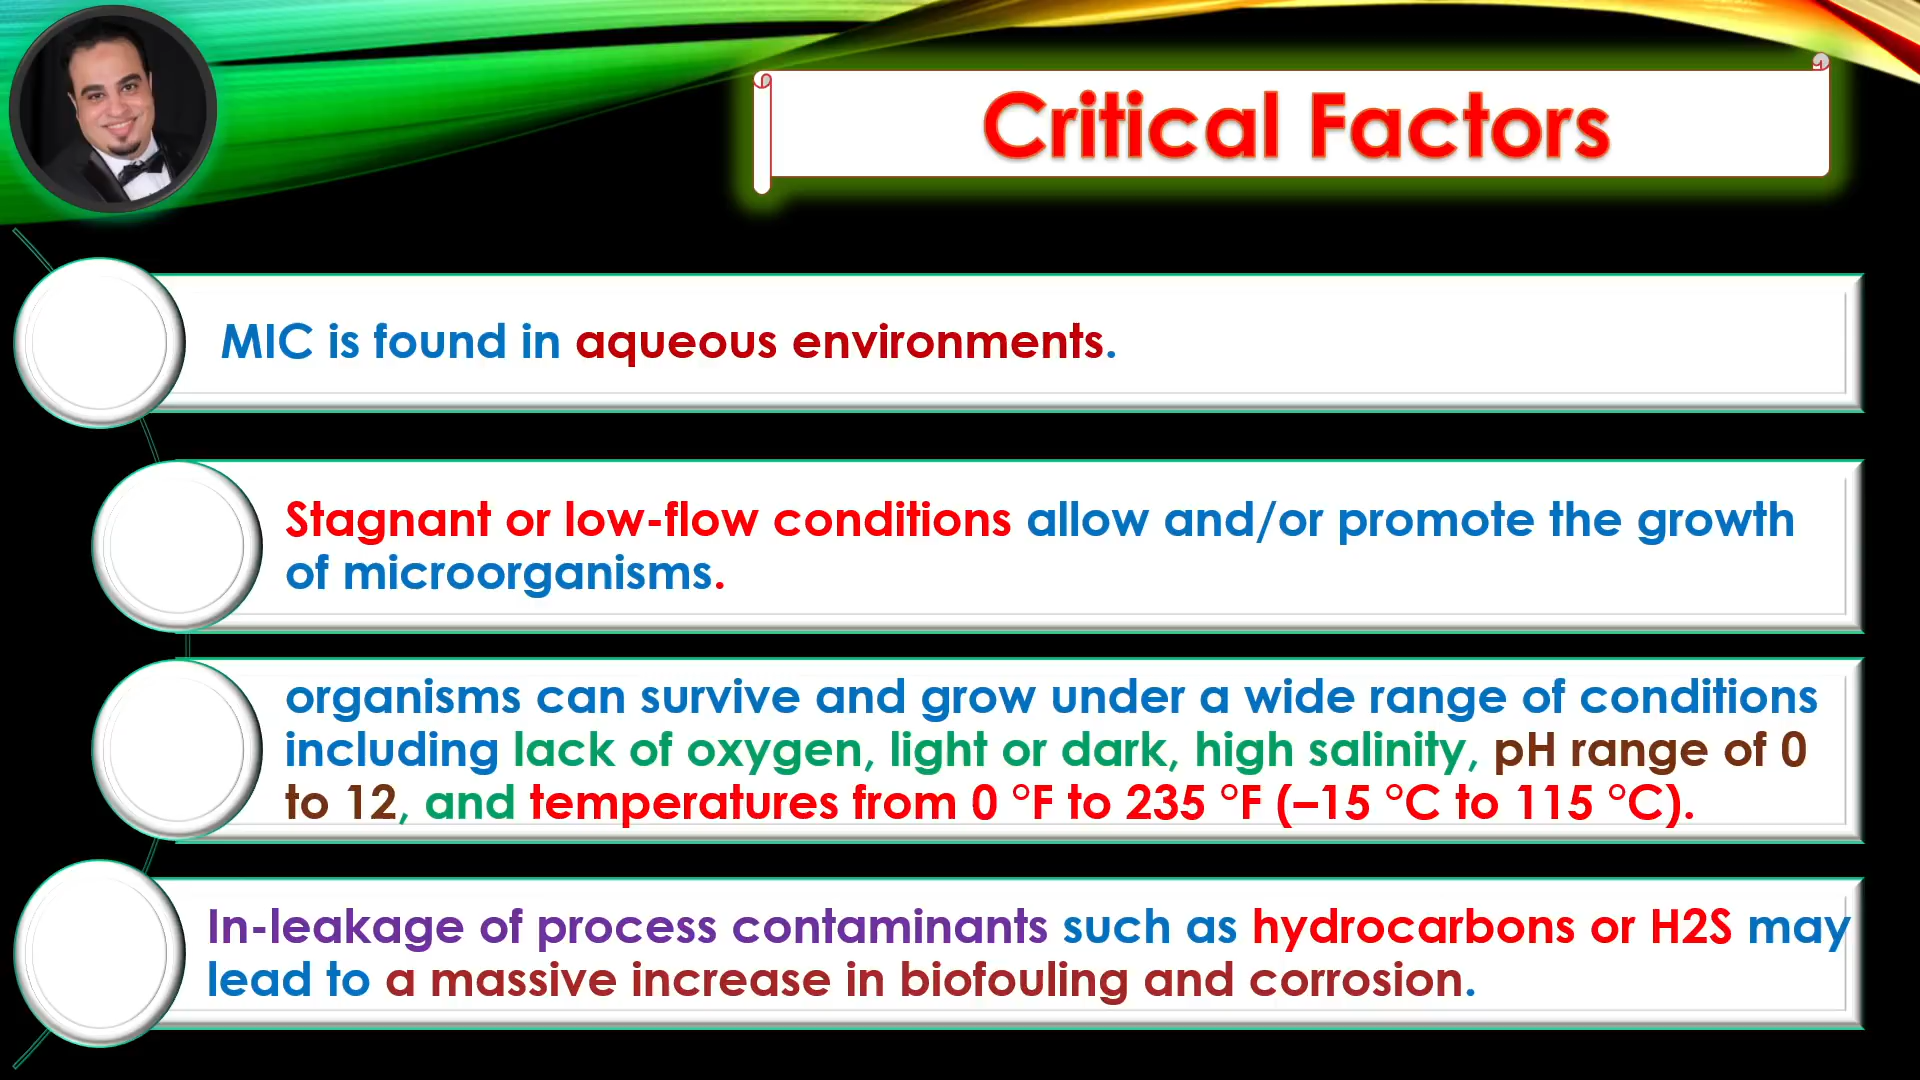 Critical Factors
MIC is found in aqueous environments.
Stagnant or low-flow conditions allow and/or promote the growth
of microorganisms.
organisms can survive and grow under a wide range of conditions
including lack of oxygen, light or dark, high salinity, pH range of 0
to 12, and temperatures from 0 °F to 235 °F (–15 °C to 115 °C).
In-leakage of process contaminants such as hydrocarbons or H2S may
lead to a massive increase in biofouling and corrosion.